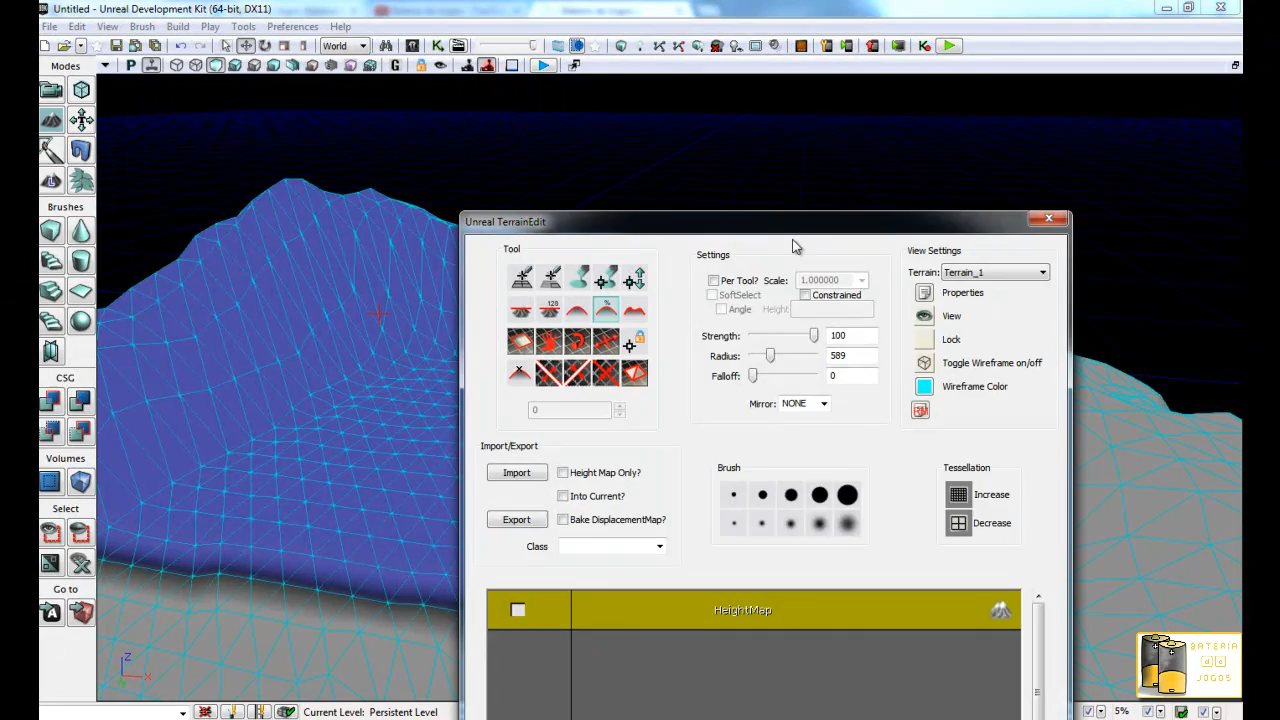 Untitled - Unreal Development Kit (64-bit, DX11)
File Edit View Brush Build Play Tools Preferences Help
World
Modes
P
G
Unreal TerrainEdit
Tool
Settings
View Settings
Per Tool? Scale: 1.000000
Terrain: Terrain_1
SoftSelect Constrained
Properties
Angle Height
128
%
View
Strength: 100
Lock
Radius: 589
Toggle Wireframe on/off
Falloff: 0
Wireframe Color
Mirror: NONE
0
Brushes
CSG
Volumes
Select
Go to
Import/Export
Import Height Map Only?
Into Current?
Export Bake DisplacementMap?
Class
Brush
Tessellation
Increase
Decrease
HeightMap
Z
X
BATERIA
de
JOGOS
Current Level: Persistent Level
5%